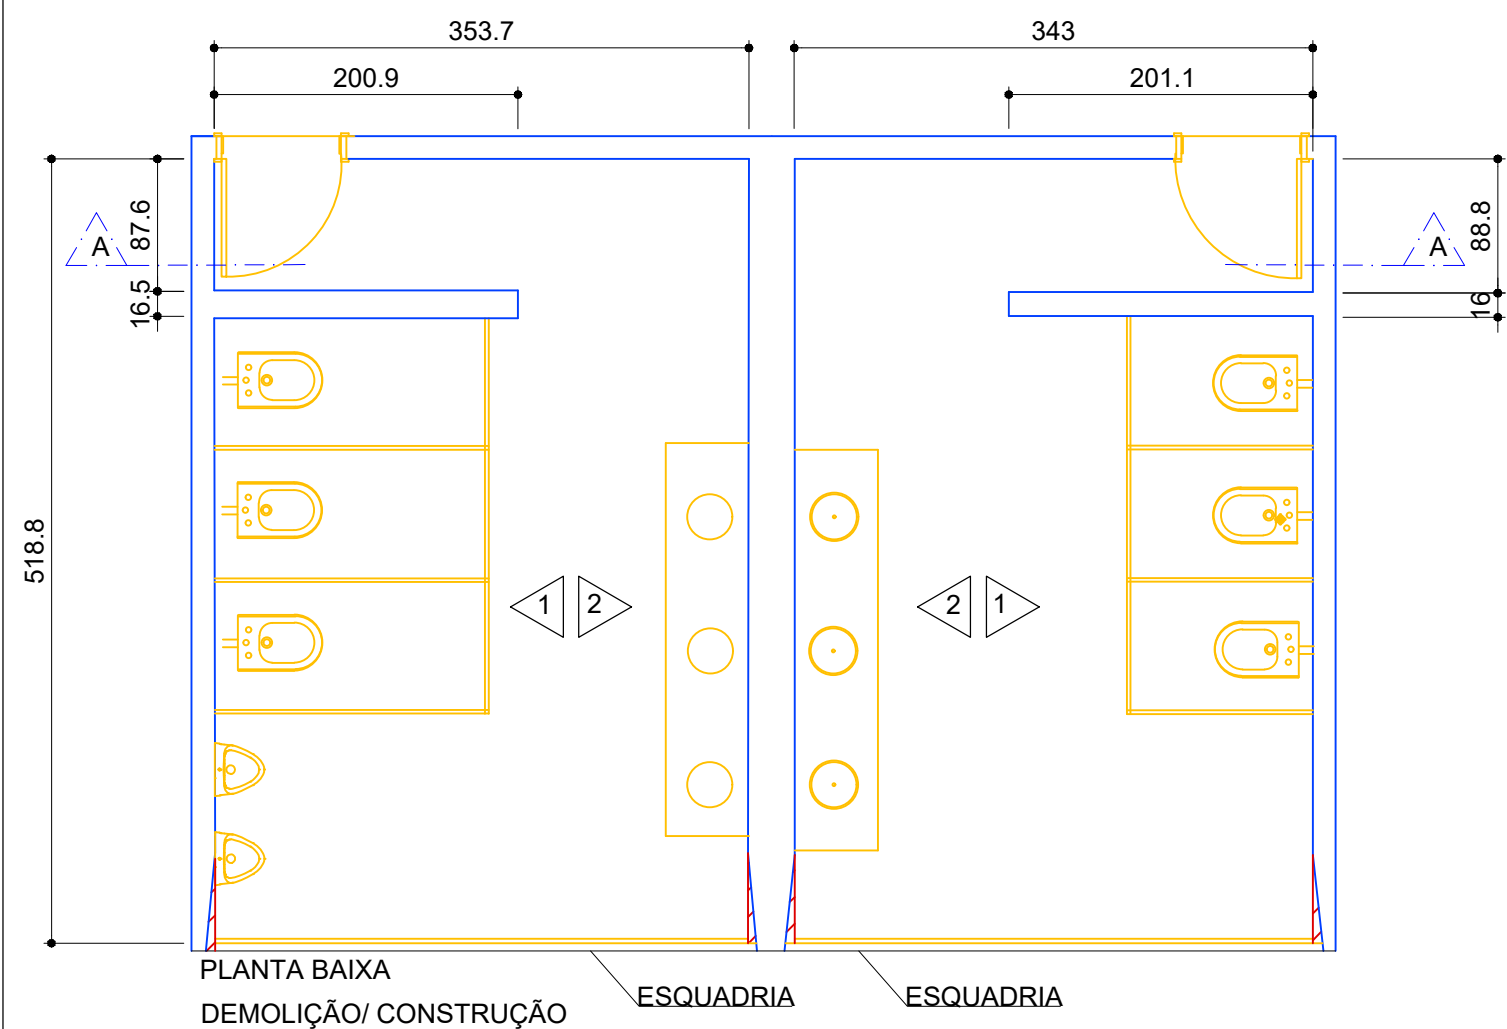 353.7
343
200.9
201.1
87.6
88.8
A
A
16.5
16
518.8
1
2
2
1
PLANTA BAIXA
ESQUADRIA
ESQUADRIA
DEMOLIÇÃO/ CONSTRUÇÃO